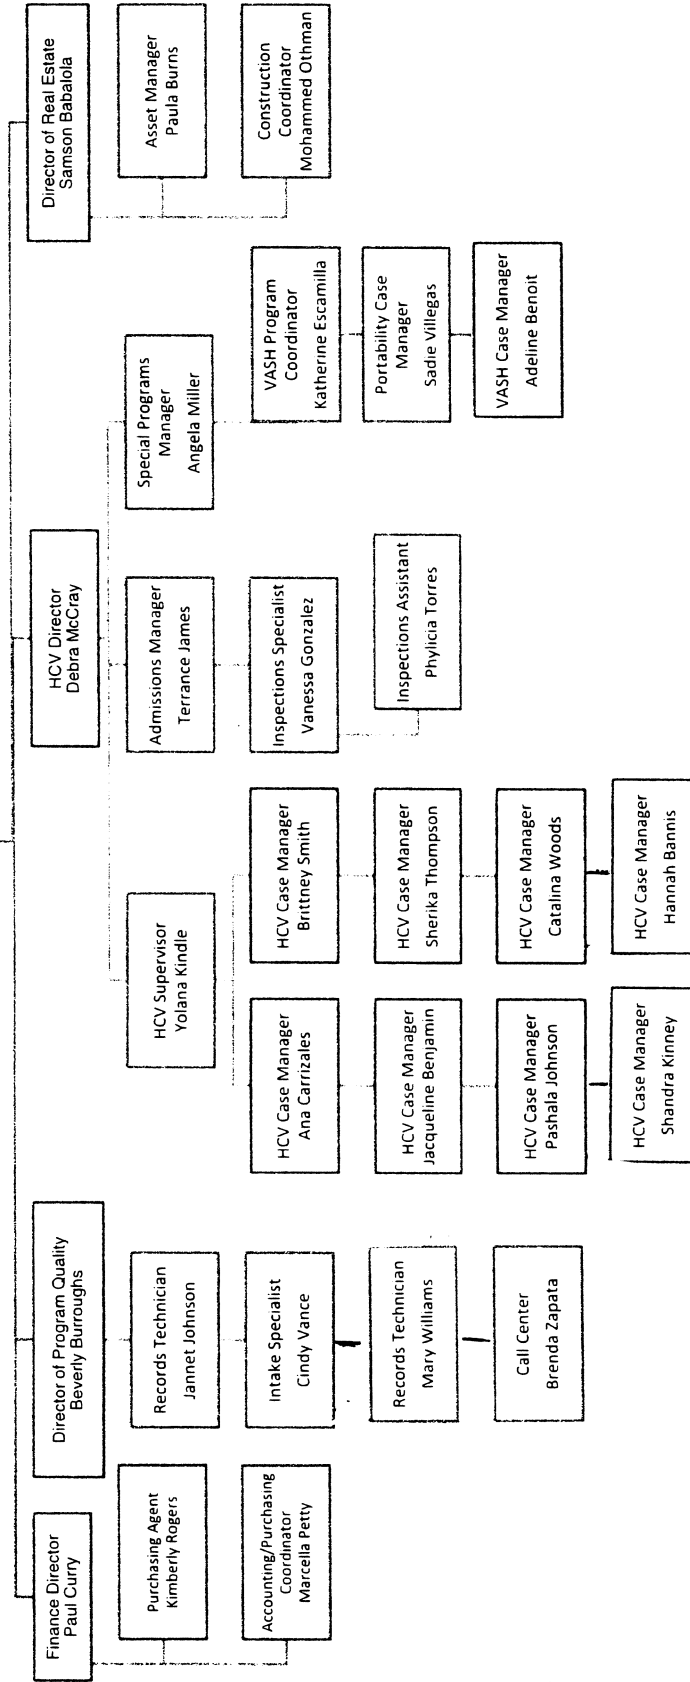 Finance Director
Paul Curry
Purchasing Agent
Kimberly Rogers
Accounting/Purchasing
Coordinator
Marcella Petty
Director of Program Quality
Beverly Burroughs
Records Technician
Jannet Johnson
Intake Specialist
Cindy Vance
Records Technician
Mary Williams
Call Center
Brenda Zapata
HCV Director
Debra McCray
HCV Supervisor
Yolana Kindle
HCV Case Manager
Ana Carrizales
HCV Case Manager
Jacqueline Benjamin
HCV Case Manager
Pashala Johnson
HCV Case Manager
Shandra Kinney
HCV Case Manager
Brittney Smith
HCV Case Manager
Sherika Thompson
HCV Case Manager
Catalina Woods
HCV Case Manager
Hannah Bannis
Admissions Manager
Terrance James
Inspections Specialist
Vanessa Gonzalez
Inspections Assistant
Phylicia Torres
Special Programs
Manager
Angela Miller
VASH Program
Coordinator
Katherine Escamilla
Portability Case
Manager
Sadie Villegas
VASH Case Manager
Adeline Benoit
Director of Real Estate
Samson Babalola
Asset Manager
Paula Burns
Construction
Coordinator
Mohammed Othman